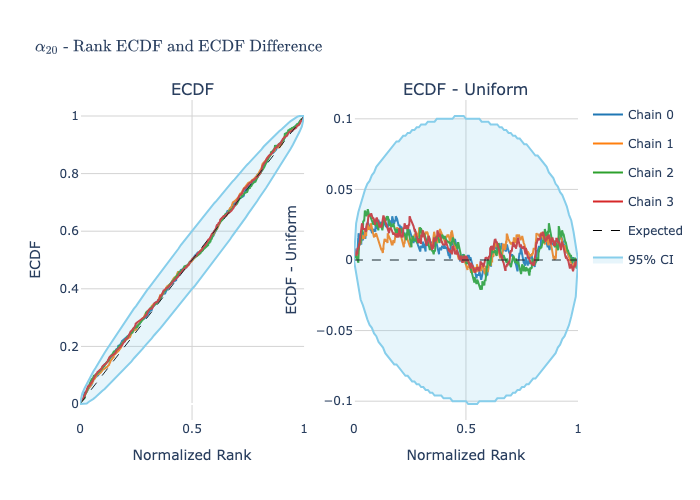 α₂₀ - Rank ECDF and ECDF Difference
ECDF
ECDF - Uniform
1
0.8
0.6
0.4
0.2
0
0
0.5
1
ECDF
Normalized Rank
0.1
0.05
0
−0.05
−0.1
0
0.5
1
ECDF - Uniform
Normalized Rank
Chain 0
Chain 1
Chain 2
Chain 3
Expected
95% CI